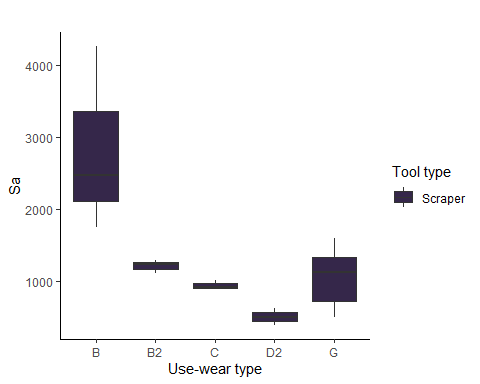 4000
3000
2000
1000
Sa
B B2 C D2 G
Use-wear type
Tool type
Scraper